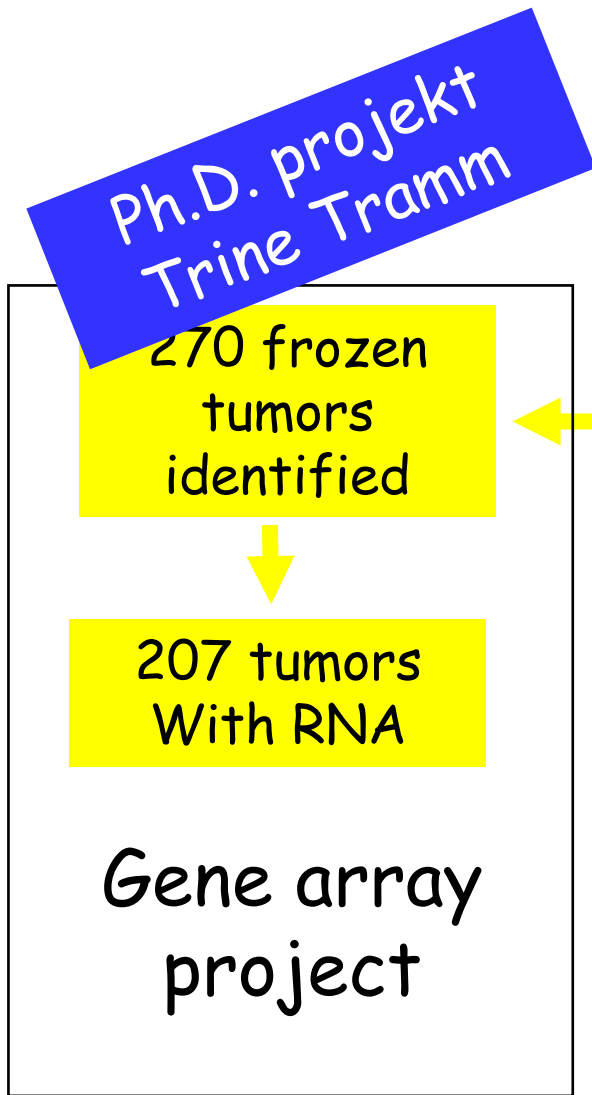 Ph.D. projekt
Trine Tramm
270 frozen
tumors
identified
207 tumors
With RNA
Gene array
project